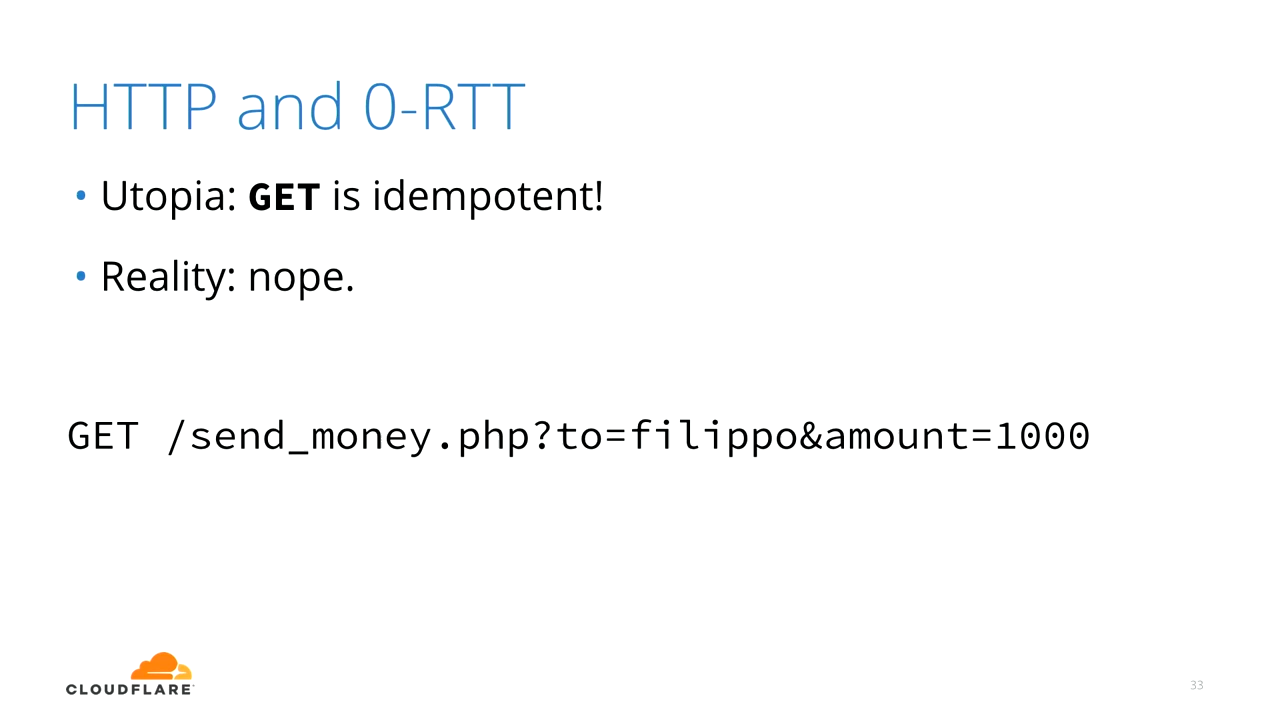 HTTP and 0-RTT
• Utopia: GET is idempotent!
• Reality: nope.
GET /send_money.php?to=filippo&amount=1000
CLOUDFLARE
33